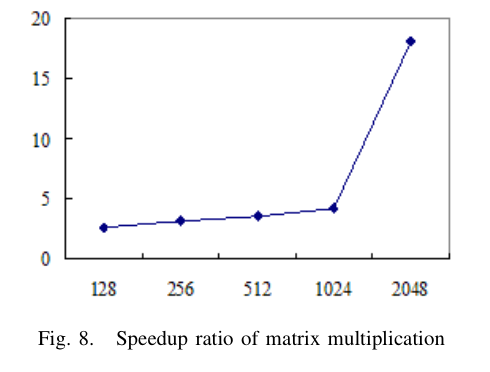 20
15
10
5
0
128 256 512 1024 2048
Fig. 8. Speedup ratio of matrix multiplication